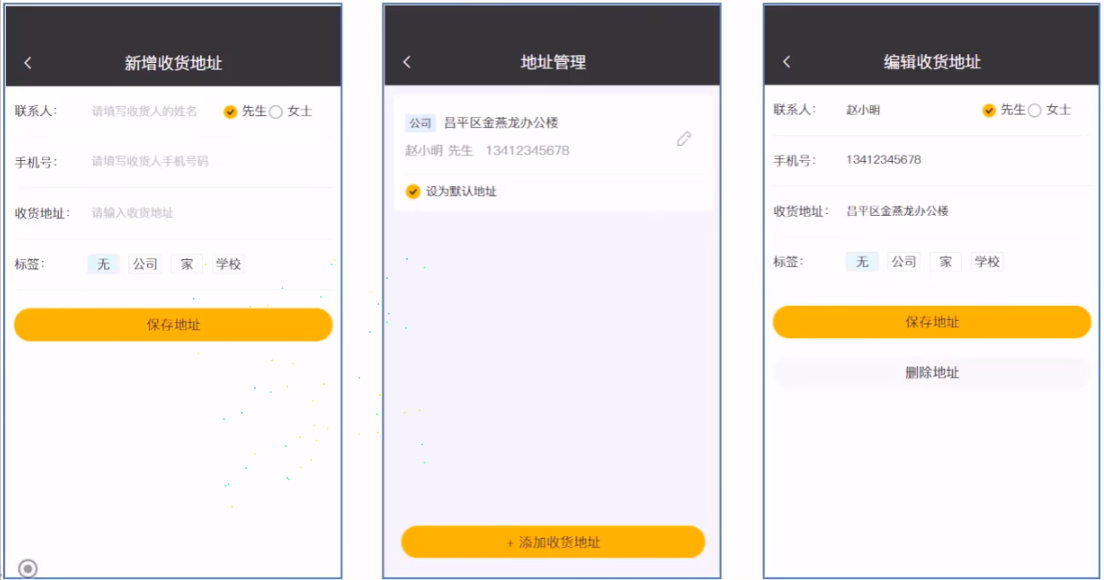 新增收货地址
联系人： 请填写收货人的姓名 先生 女士
手机号： 请填写收货人手机号码
收货地址： 请输入收货地址
标签： 无 公司 家 学校
保存地址
地址管理
公司 吕平区金燕龙办公楼
赵小明 先生 13412345678
设为默认地址
+ 添加收货地址
编辑收货地址
联系人： 赵小明 先生 女士
手机号： 13412345678
收货地址： 吕平区金燕龙办公楼
标签： 无 公司 家 学校
保存地址
删除地址